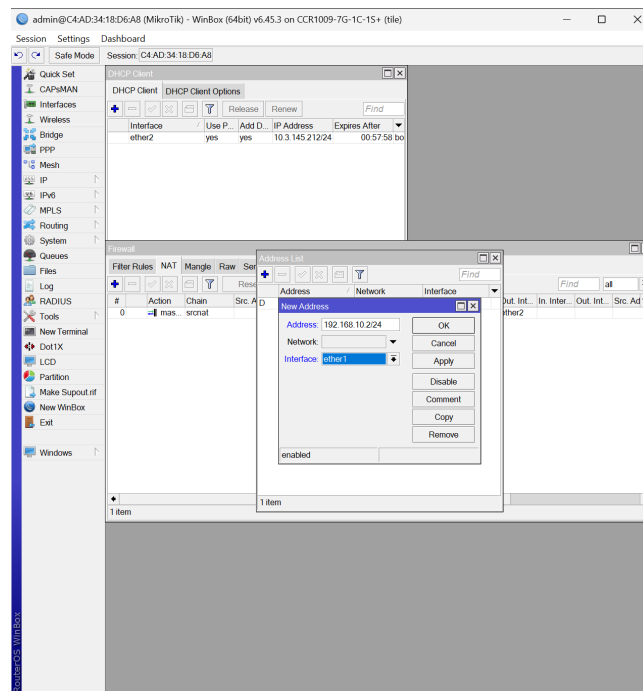 admin@C4:AD:34:18:D6:A8 (MikroTik) - WinBox (64bit) v6.45.3 on CCR1009-7G-1C-1S+ (tile)
Session Settings Dashboard
Safe Mode Session: C4:AD:34:18:D6:A8
Quick Set
CAPsMAN
Interfaces
Wireless
Bridge
PPP
Mesh
IP
IPv6
MPLS
Routing
System
Queues
Files
Log
RADIUS
Tools
New Terminal
Dot1X
LCD
Partition
Make Supout.rif
New WinBox
Exit
Windows
RouterOS WinBox
DHCP Client
DHCP Client DHCP Client Options
Release Renew Find
Interface / Use P... Add D... IP Address Expires After
ether2 yes yes 10.3.145.212/24 00:57:58 bo
Firewall
Filter Rules NAT Mangle Raw Ser
Rese Find all
# Action Chain Src. A Out. Int... In. Inter... Out. Int... Src. Ad
0 mas... srcnat ether2
1 item
Address List
Find
Address / Network Interface
D
New Address
Address: 192.168.10.2/24 OK
Network: Cancel
Interface: ether1 Apply
Disable
Comment
Copy
Remove
enabled
1 item